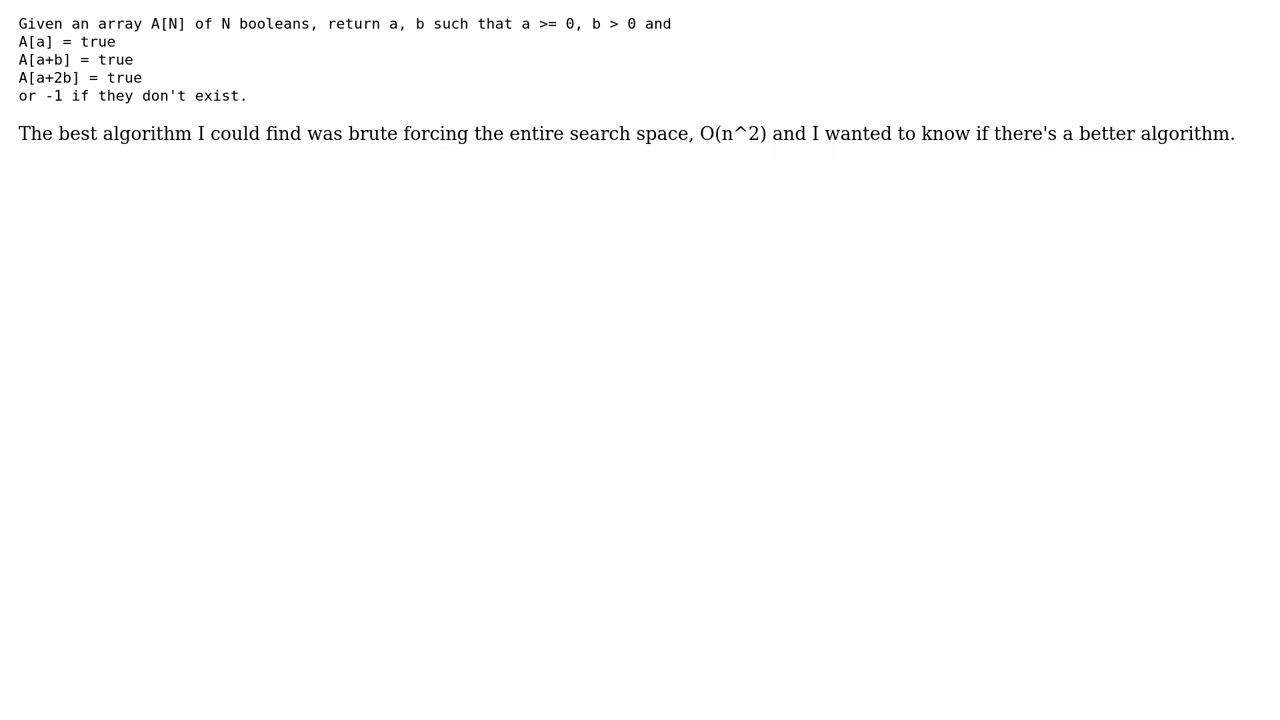 Given an array A[N] of N booleans, return a, b such that a >= 0, b > 0 and
A[a] = true
A[a+b] = true
A[a+2b] = true
or -1 if they don't exist.
The best algorithm I could find was brute forcing the entire search space, O(n^2) and I wanted to know if there's a better algorithm.